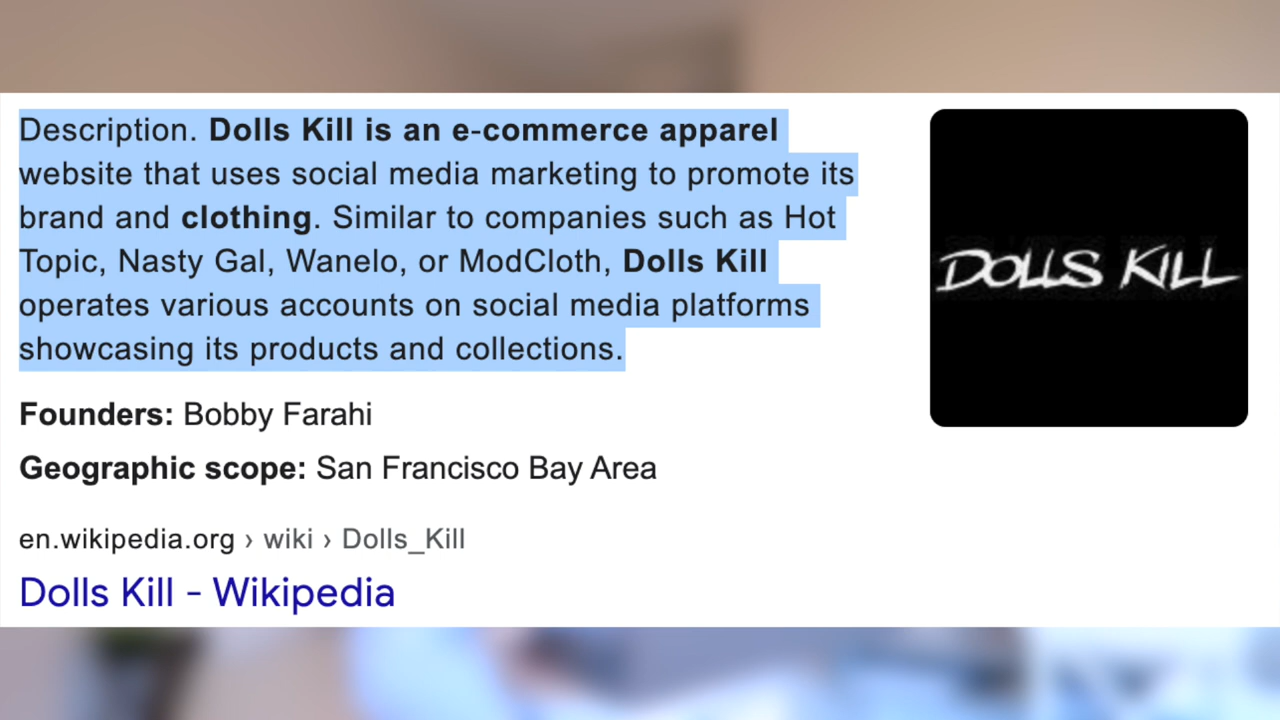 Description. Dolls Kill is an e-commerce apparel
website that uses social media marketing to promote its
brand and clothing. Similar to companies such as Hot
Topic, Nasty Gal, Wanelo, or ModCloth, Dolls Kill
operates various accounts on social media platforms
showcasing its products and collections.
DOLLS KILL
Founders: Bobby Farahi
Geographic scope: San Francisco Bay Area
en.wikipedia.org › wiki › Dolls_Kill
Dolls Kill - Wikipedia